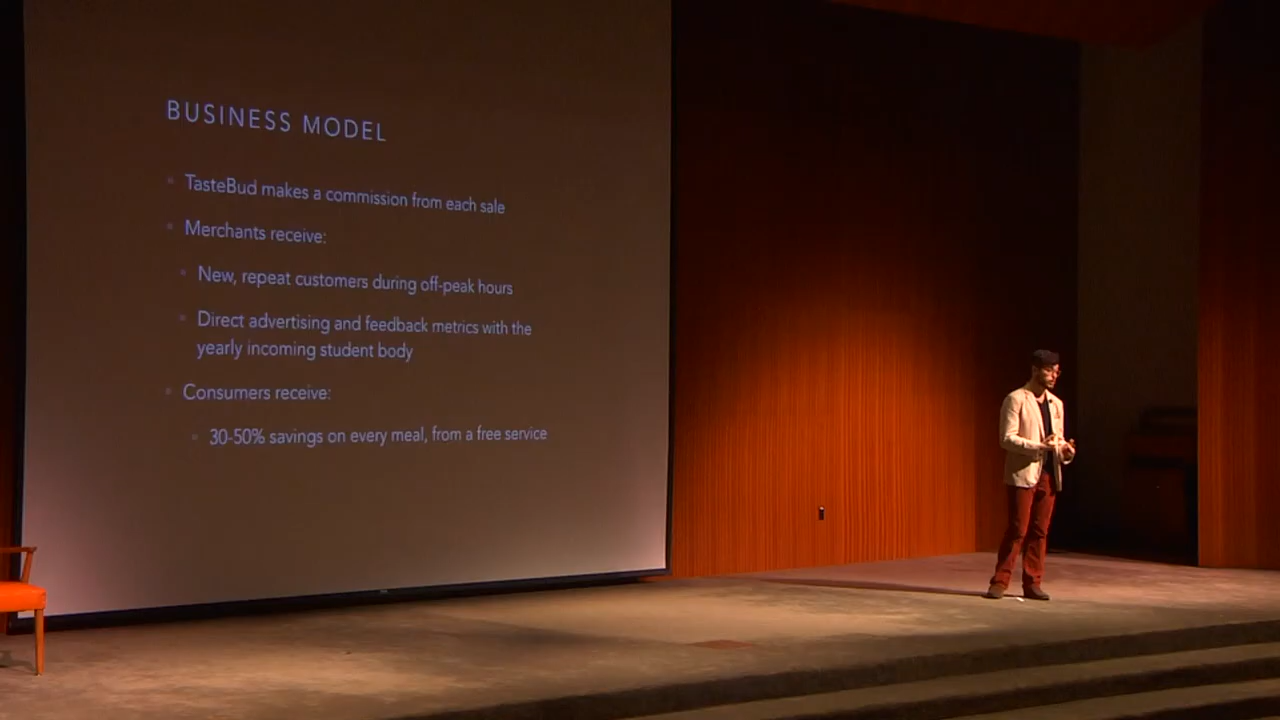 BUSINESS MODEL
TasteBud makes a commission from each sale
Merchants receive:
New, repeat customers during off-peak hours
Direct advertising and feedback metrics with the
yearly incoming student body
Consumers receive:
30-50% savings on every meal, from a free service